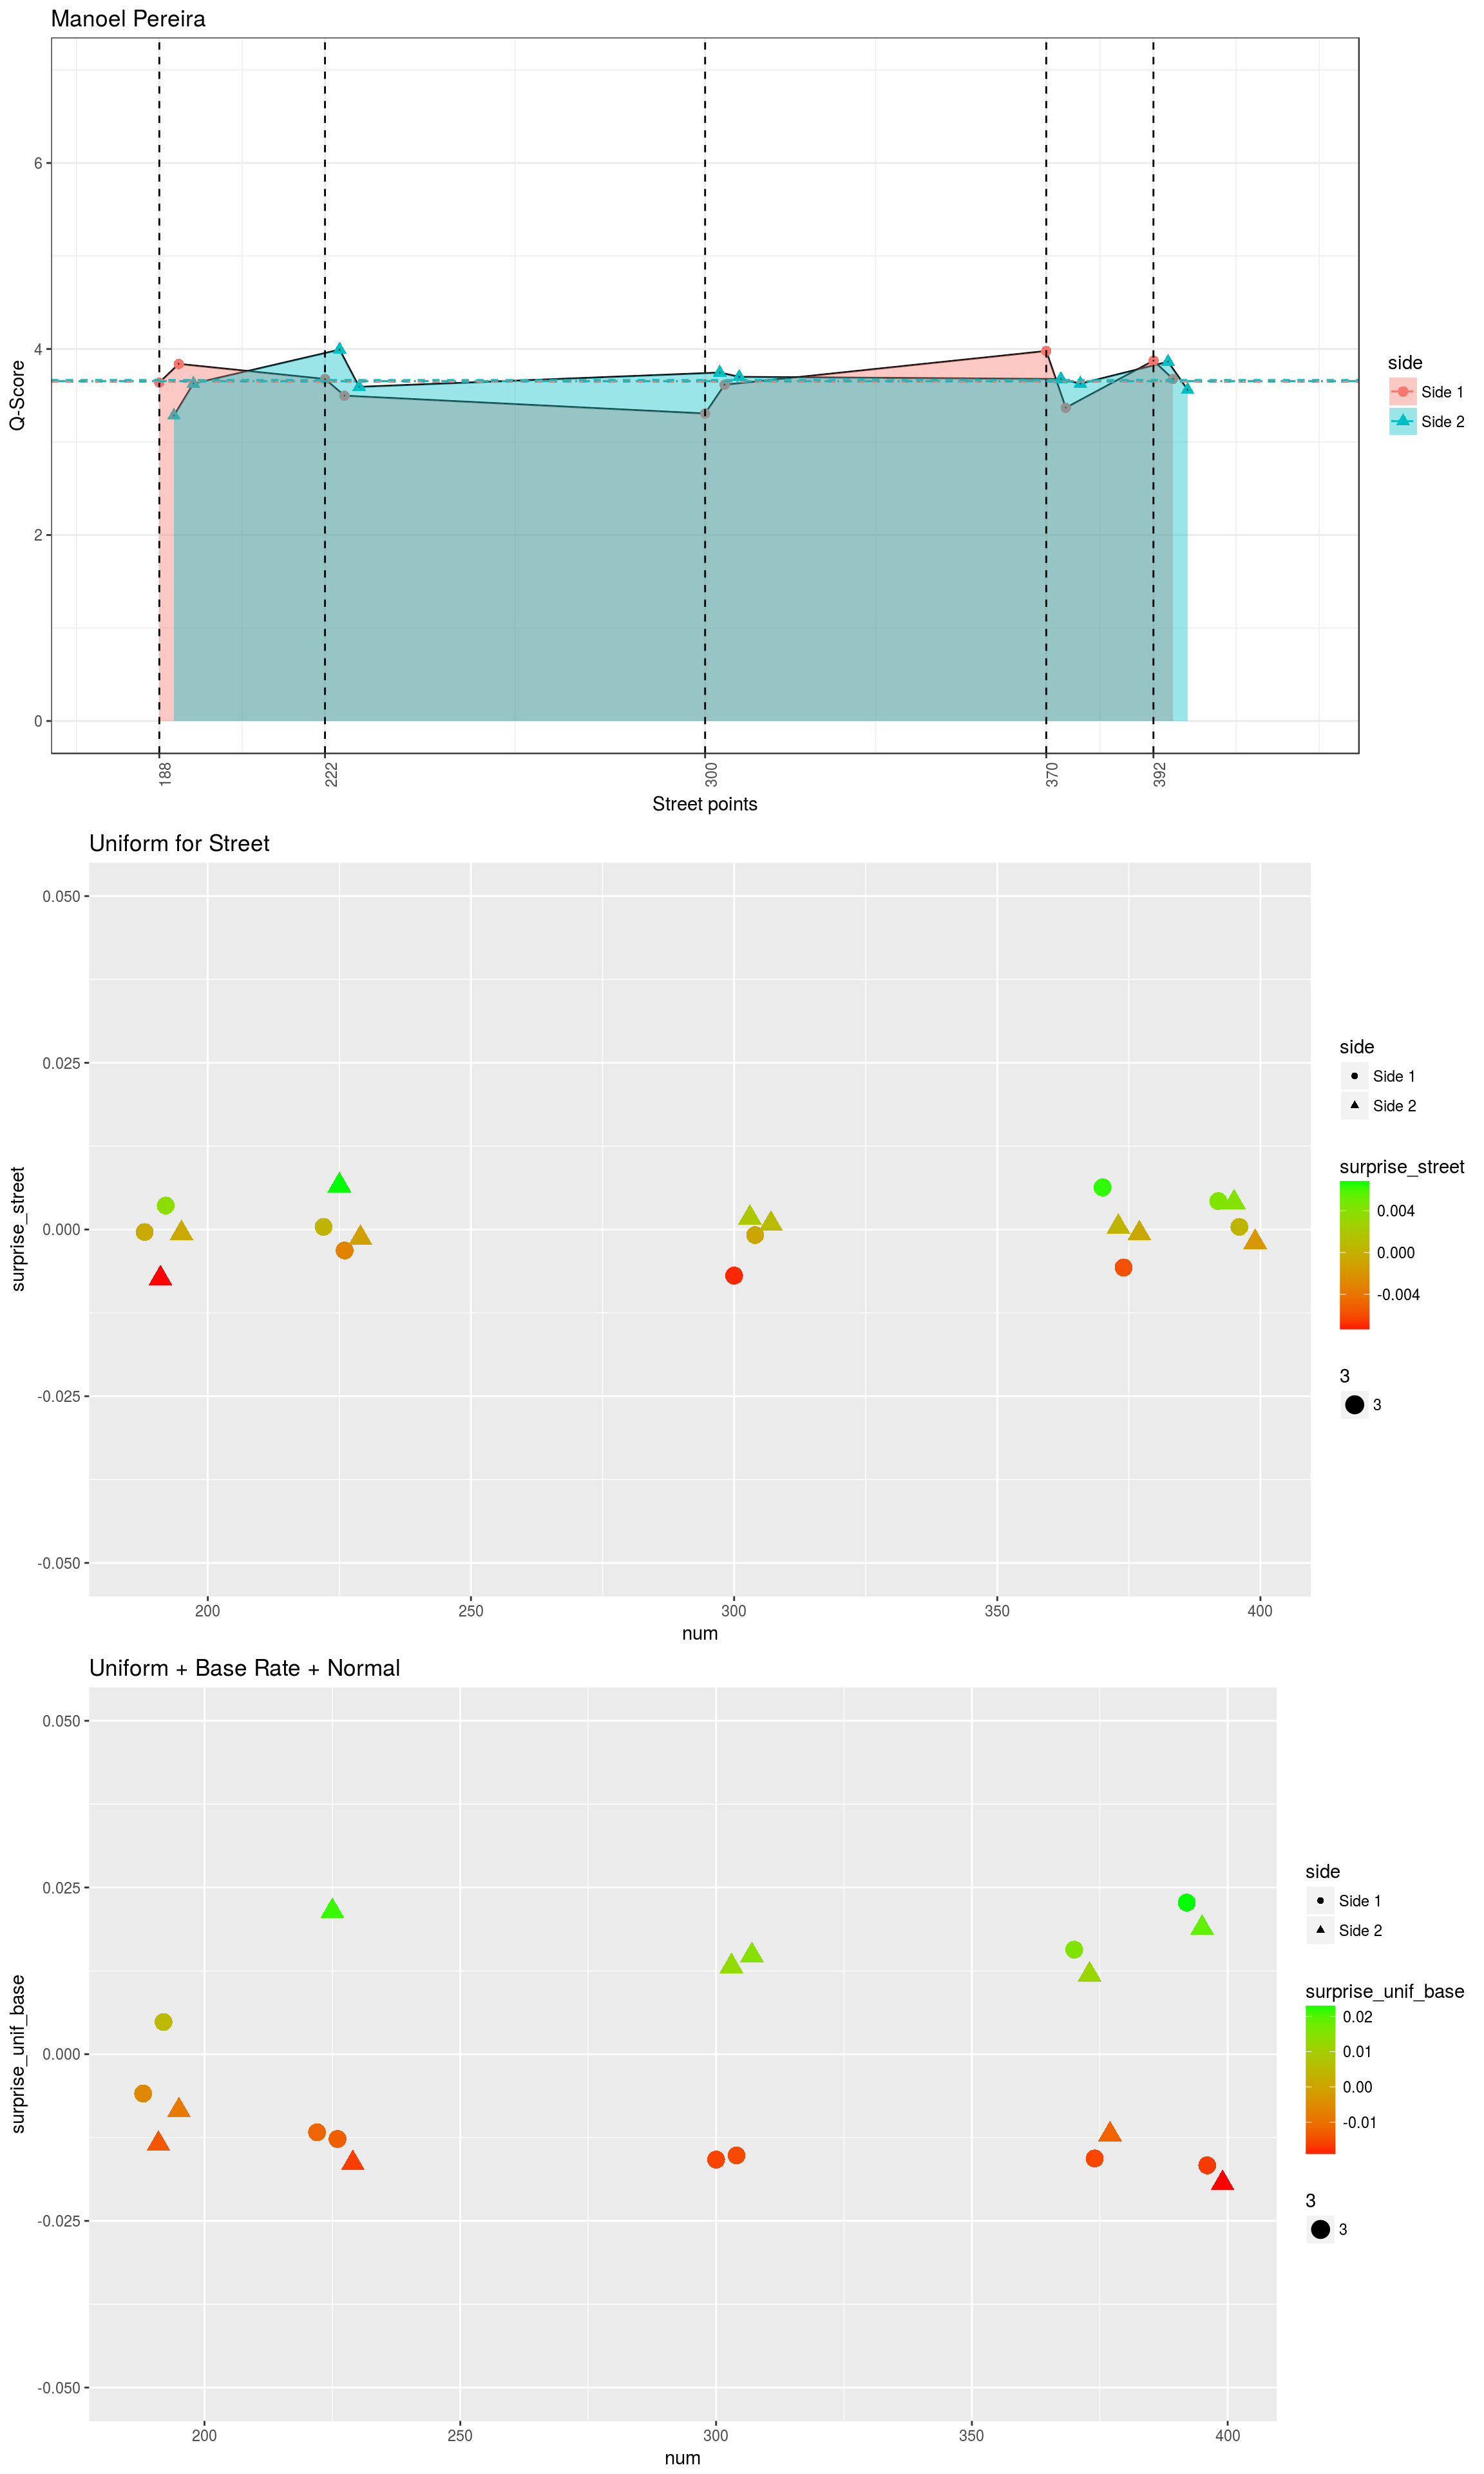 Manoel Pereira
6
4
2
0
Q-Score
188
222
300
370
392
Street points
side
Side 1
Side 2
Uniform for Street
0.050
0.025
0.000
-0.025
-0.050
surprise_street
200
250
300
350
400
num
side
Side 1
Side 2
surprise_street
0.004
0.000
-0.004
3
3
Uniform + Base Rate + Normal
0.050
0.025
0.000
-0.025
-0.050
surprise_unif_base
200
250
300
350
400
num
side
Side 1
Side 2
surprise_unif_base
0.02
0.01
0.00
-0.01
3
3